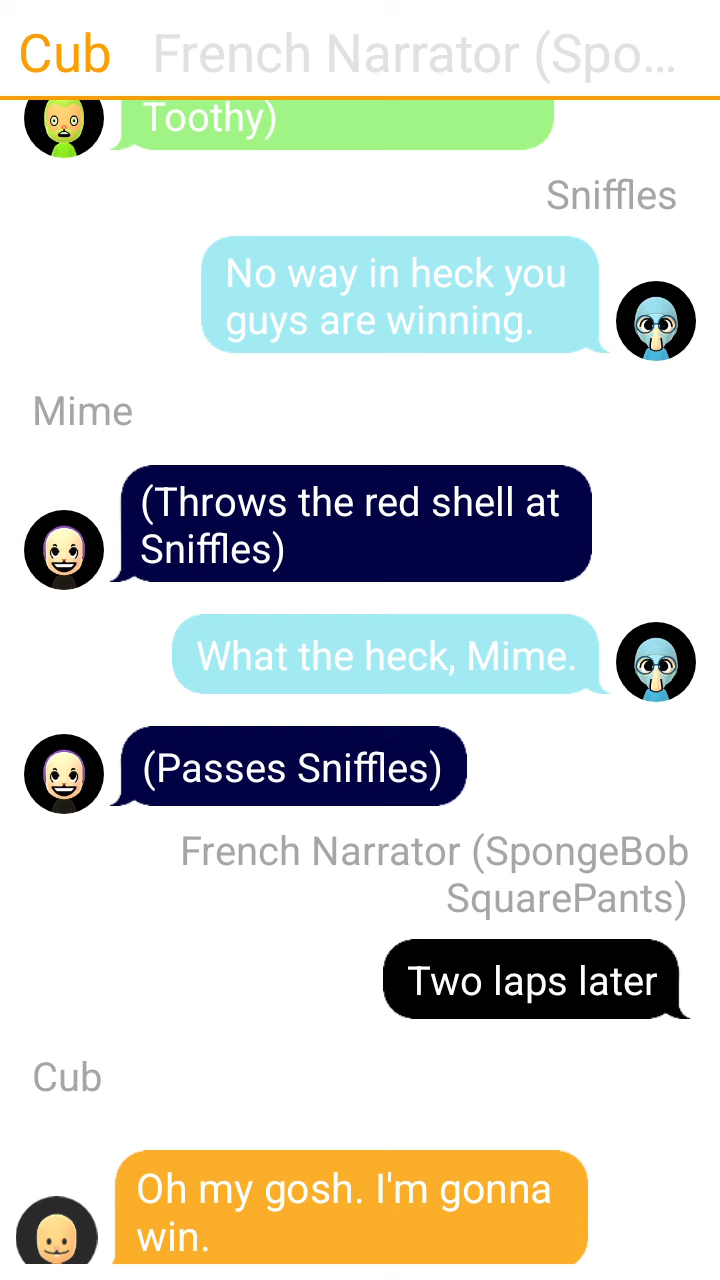 Cub French Narrator (Spo...
Toothy)
Sniffles
No way in heck you
guys are winning.
Mime
(Throws the red shell at
Sniffles)
What the heck, Mime.
(Passes Sniffles)
French Narrator (SpongeBob
SquarePants)
Two laps later
Cub
Oh my gosh. I'm gonna
win.